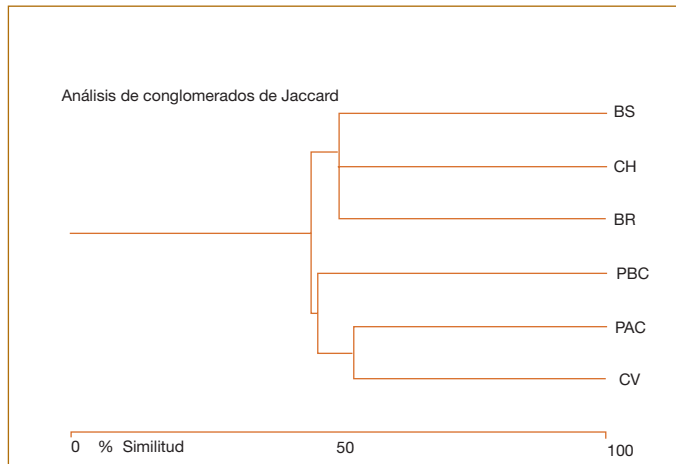 Análisis de conglomerados de Jaccard
BS
CH
BR
PBC
PAC
CV
0 % Similitud 50 100